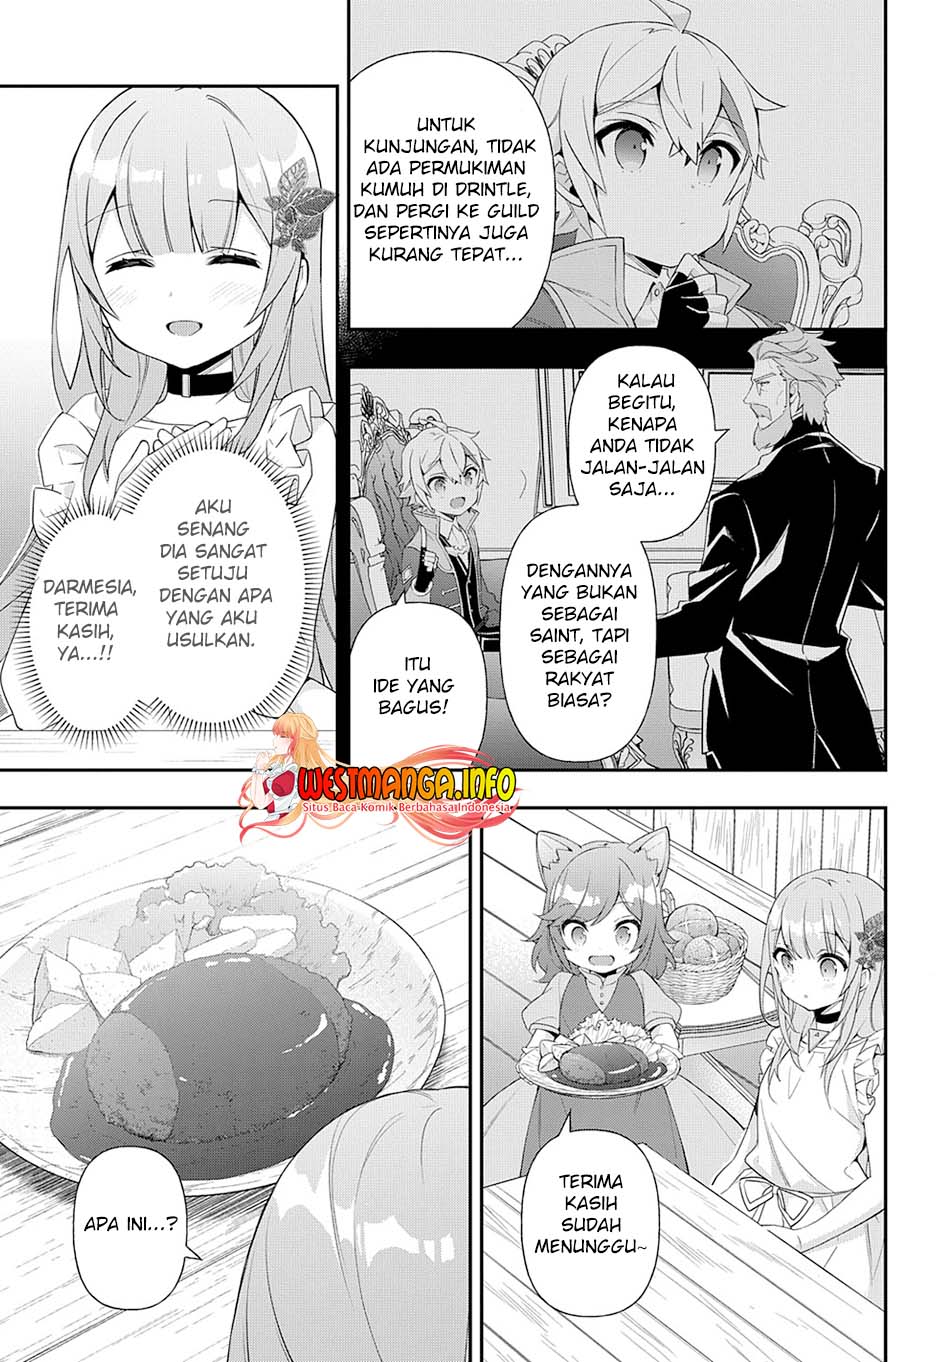 UNTUK
KUNJUNGAN, TIDAK
ADA PERMUKIMAN
KUMUH DI DRINTLE,
DAN PERGI KE GUILD
SEPERTINYA JUGA
KURANG TEPAT...
KALAU
BEGITU,
KENAPA
ANDA TIDAK
JALAN-JALAN
SAJA...
DENGANNYA
YANG BUKAN
SEBAGAI
SAINT, TAPI
SEBAGAI
RAKYAT
BIASA?
ITU
IDE YANG
BAGUS!
AKU
SENANG
DIA SANGAT
SETUJU
DENGAN APA
YANG AKU
USULKAN.
DARMESIA,
TERIMA
KASIH,
YA...!!
WESTMANGA.INFO
Situs Baca Komik Berbahasa Indonesia
TERIMA
KASIH
SUDAH
MENUNGGU~
APA INI...?